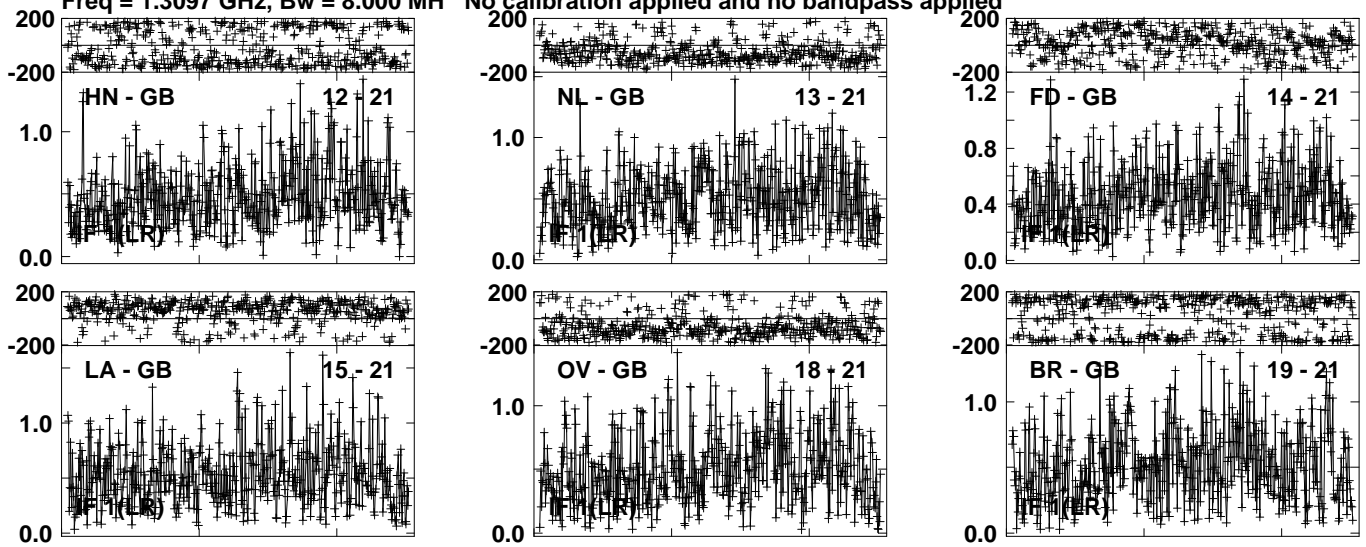 Freq = 1.3097 GHz, Bw = 8.000 MH No calibration applied and no bandpass applied
200 200 200
-200 -200 -200
HN - GB 12 - 21 NL - GB 13 - 21 FD - GB 14 - 21
1.2
1.0 1.0 0.8
0.4
IF 1(LR) IF 1(LR) IF 1(LR)
0.0 0.0 0.0
200 200 200
-200 -200 -200
LA - GB 15 - 21 OV - GB 18 - 21 BR - GB 19 - 21
1.0 1.0 1.0
IF 1(LR) IF 1(LR) IF 1(LR)
0.0 0.0 0.0